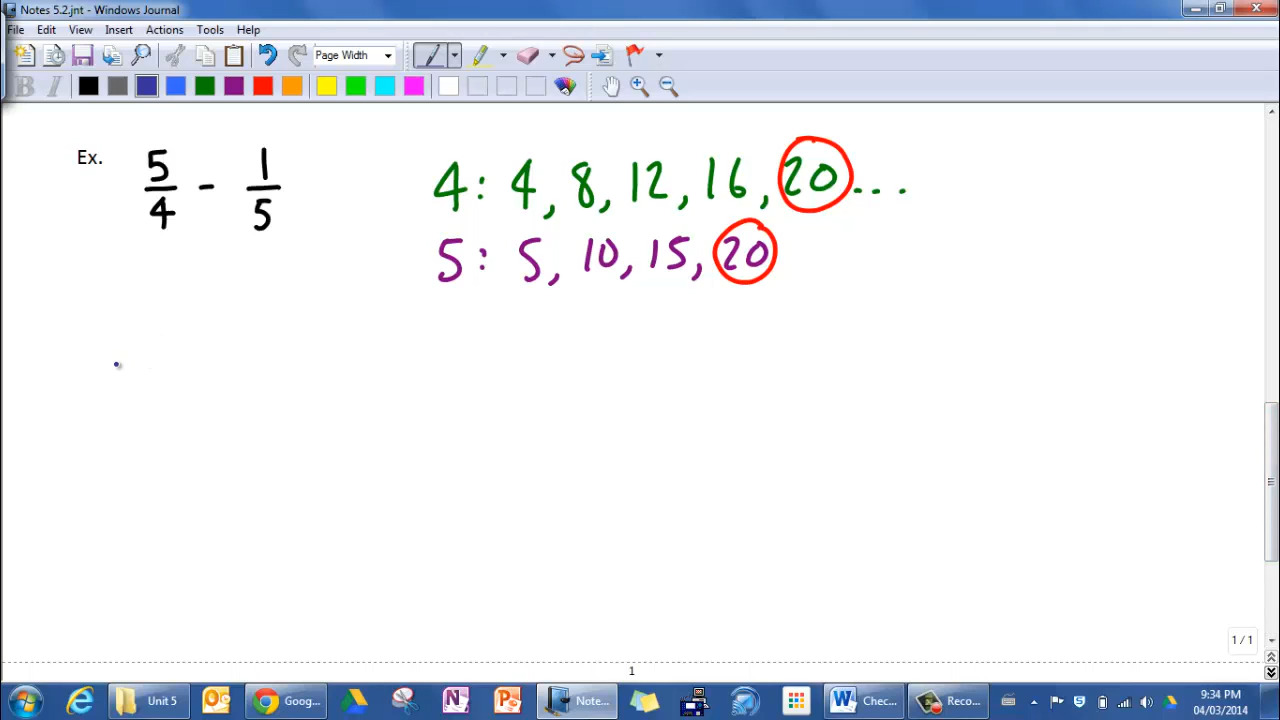 Notes 5.2.jnt - Windows Journal
File Edit View Insert Actions Tools Help
Page Width
B I
Ex. 5/4 - 1/5
4: 4, 8, 12, 16, 20...
5: 5, 10, 15, 20
1 / 1
1
Unit 5 Goog... Note... Chec... Reco...
9:34 PM
04/03/2014